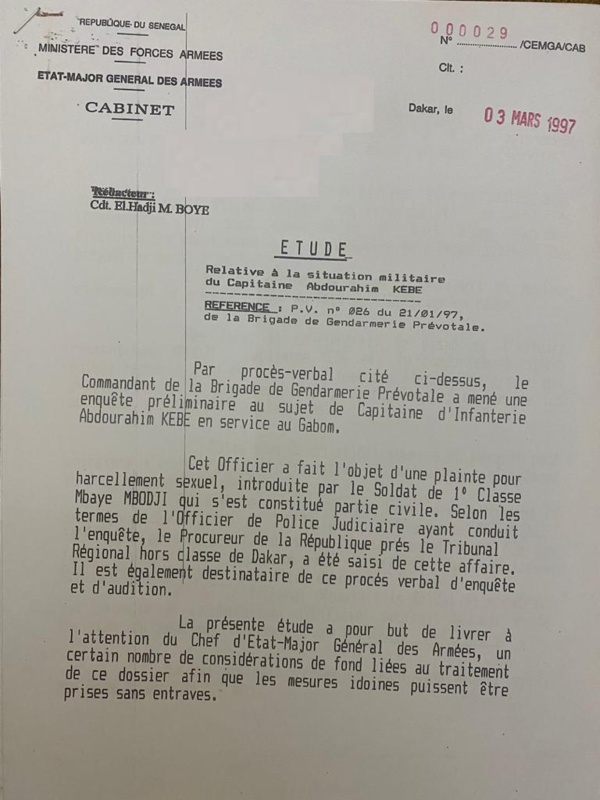 REPUBLIQUE DU SENEGAL
MINISTERE DES FORCES ARMEES
ETAT-MAJOR GENERAL DES ARMEES
CABINET
000029
N° .................... /CEMGA/CAB
Clt. :
Dakar, le 03 MARS 1997
Rédacteur :
Cdt. El.Hadji M. BOYE
ETUDE
Relative à la situation militaire
du Capitaine Abdourahim KEBE
-------------------------------
REFERENCE : P.V. n° 026 du 21/01/97,
de la Brigade de Gendarmerie Prévotale.
Par procès-verbal cité ci-dessus, le
Commandant de la Brigade de Gendarmerie Prévotale a mené une
enquête préliminaire au sujet de Capitaine d'Infanterie
Abdourahim KEBE en service au Gabom.
Cet Officier a fait l'objet d'une plainte pour
harcellement sexuel, introduite par le Soldat de 1° Classe
Mbaye MBODJI qui s'est constitué partie civile. Selon les
termes de l'Officier de Police Judiciaire ayant conduit
l'enquête, le Procureur de la République prés le Tribunal
Régional hors classe de Dakar, a été saisi de cette affaire.
Il est également destinataire de ce procés verbal d'enquête
et d'audition.
La présente étude a pour but de livrer à
l'attention du Chef d'Etat-Major Général des Armées, un
certain nombre de considérations de fond liées au traitement
de ce dossier afin que les mesures idoines puissent être
prises sans entraves.